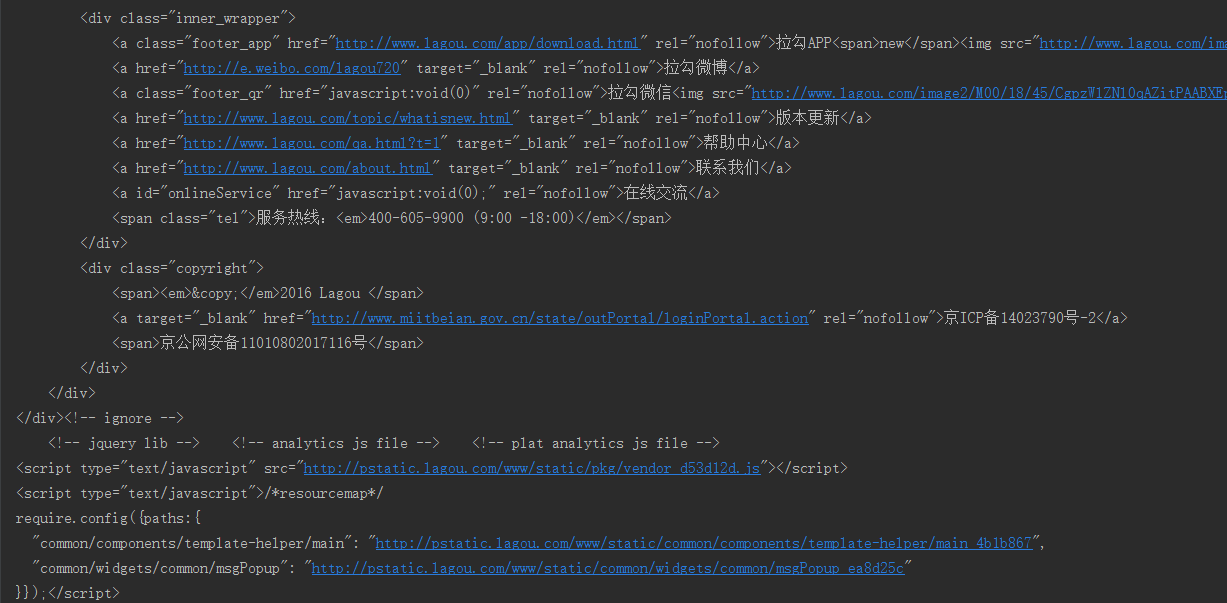 <div class="inner_wrapper">
<a class="footer_app" href="http://www.lagou.com/app/download.html" rel="nofollow">拉勾APP<span>new</span><img src="http://www.lagou.com/ima
<a href="http://e.weibo.com/lagou720" target="_blank" rel="nofollow">拉勾微博</a>
<a class="footer_qr" href="javascript:void(0)" rel="nofollow">拉勾微信<img src="http://www.lagou.com/image2/M00/18/45/CgpzWlZN10qAZitPAABXEp
<a href="http://www.lagou.com/topic/whatisnew.html" target="_blank" rel="nofollow">版本更新</a>
<a href="http://www.lagou.com/qa.html?t=1" target="_blank" rel="nofollow">帮助中心</a>
<a href="http://www.lagou.com/about.html" target="_blank" rel="nofollow">联系我们</a>
<a id="onlineService" href="javascript:void(0);" rel="nofollow">在线交流</a>
<span class="tel">服务热线：<em>400-605-9900 (9:00 -18:00)</em></span>
</div>
<div class="copyright">
<span><em>&copy;</em>2016 Lagou </span>
<a target="_blank" href="http://www.miitbeian.gov.cn/state/outPortal/loginPortal.action" rel="nofollow">京ICP备14023790号-2</a>
<span>京公网安备11010802017116号</span>
</div>
</div>
</div><!-- ignore -->
<!-- jquery lib --> <!-- analytics js file --> <!-- plat analytics js file -->
<script type="text/javascript" src="http://pstatic.lagou.com/www/static/pkg/vendor_d53d12d.js"></script>
<script type="text/javascript">/*resourcemap*/
require.config({paths:{
"common/components/template-helper/main": "http://pstatic.lagou.com/www/static/common/components/template-helper/main_4b1b867",
"common/widgets/common/msgPopup": "http://pstatic.lagou.com/www/static/common/widgets/common/msgPopup_ea8d25c"
}});</script>